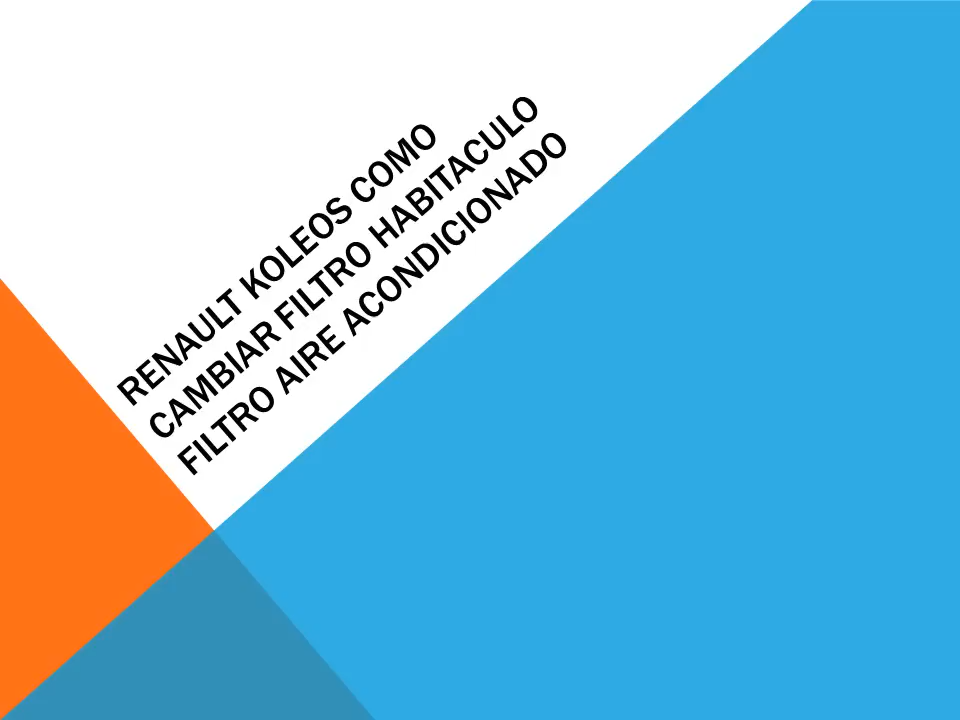 RENAULT KOLEOS COMO
CAMBIAR FILTRO HABITACULO
FILTRO AIRE ACONDICIONADO